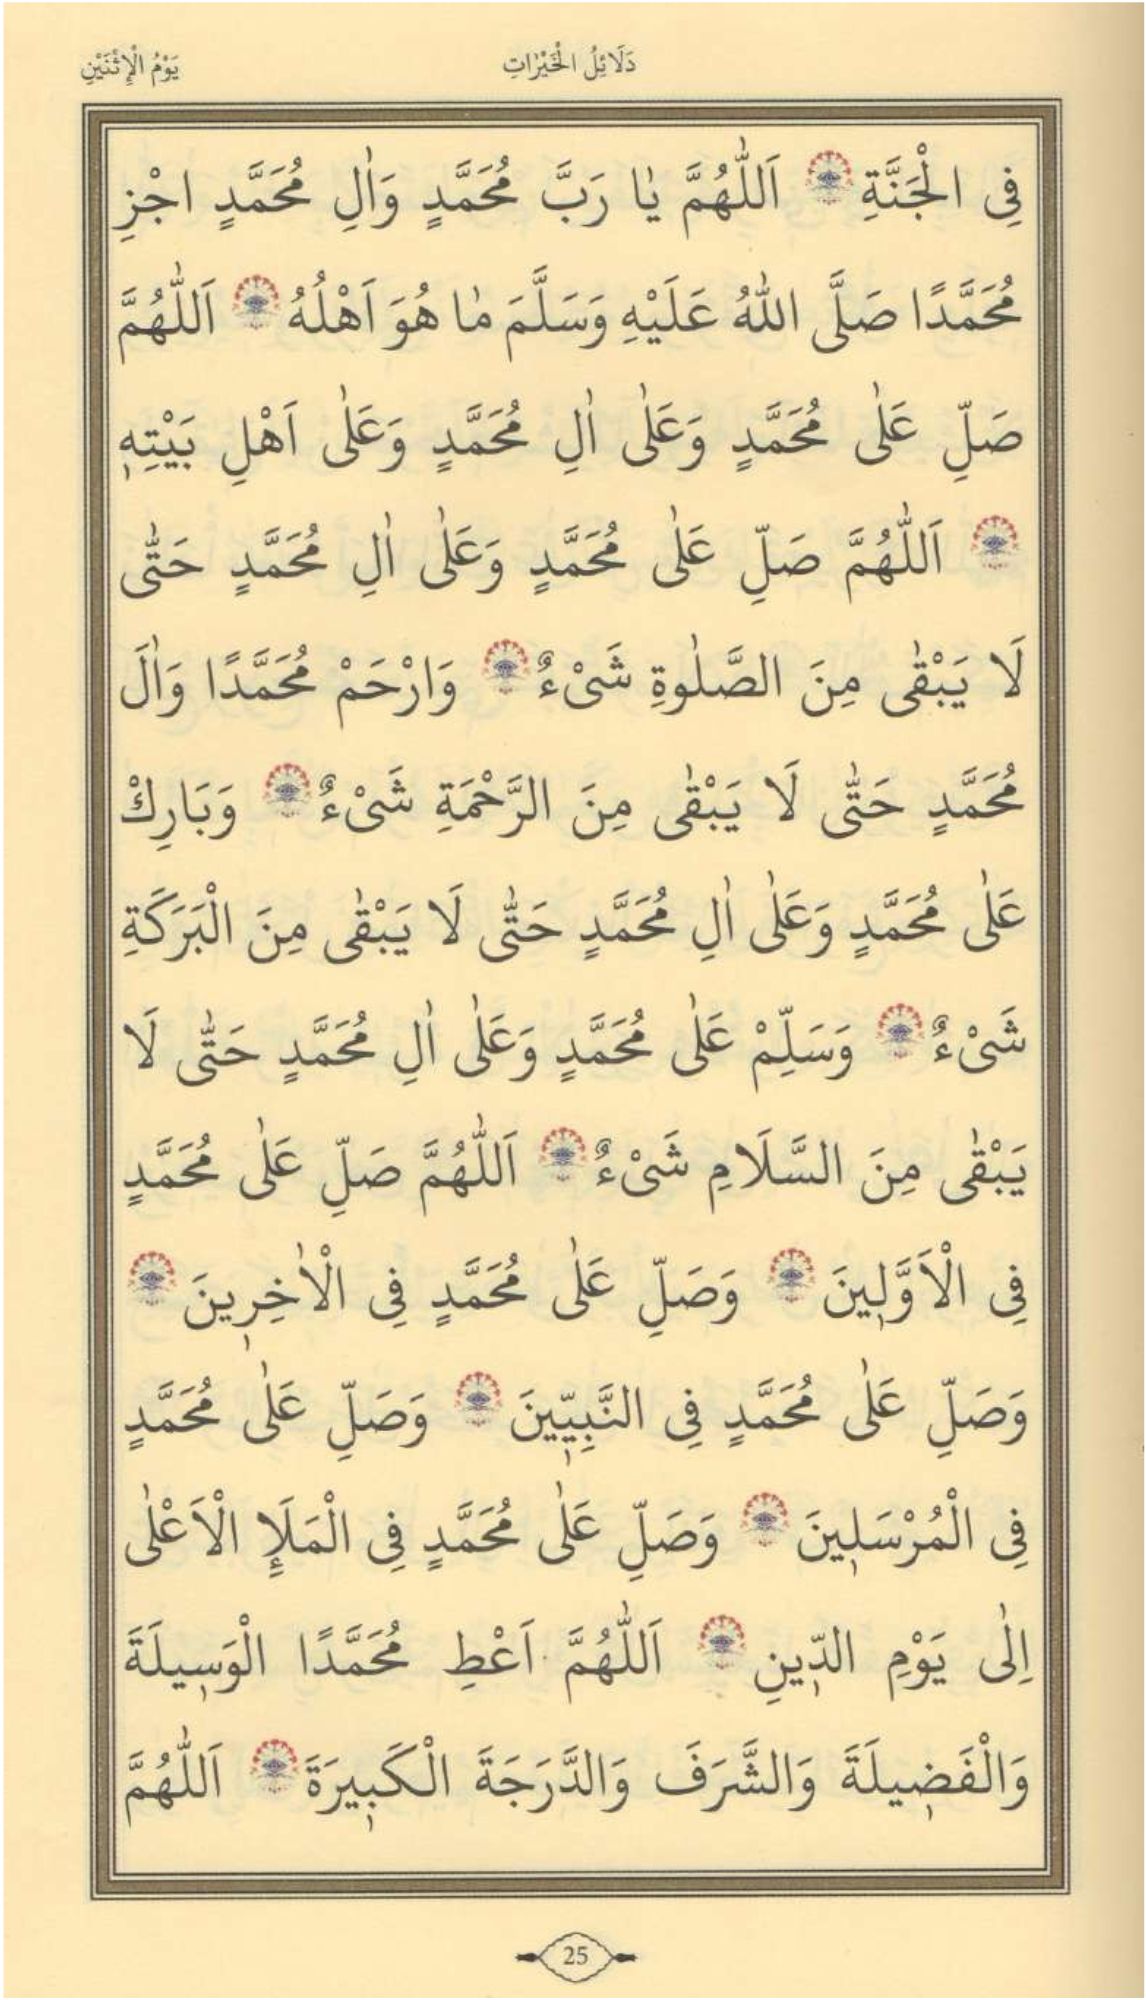 دَلَائِلُ الْخَيْرَاتِ
يَوْمُ الْاِثْنَيْنِ
فِي الْجَنَّةِ اَللّٰهُمَّ يٰا رَبَّ مُحَمَّدٍ وَاٰلِ مُحَمَّدٍ اجْزِ
مُحَمَّدًا صَلَّى اللّٰهُ عَلَيْهِ وَسَلَّمَ مٰا هُوَ اَهْلُهُ اَللّٰهُمَّ
صَلِّ عَلٰى مُحَمَّدٍ وَعَلٰى اٰلِ مُحَمَّدٍ وَعَلٰى اَهْلِ بَيْتِهٖ
اَللّٰهُمَّ صَلِّ عَلٰى مُحَمَّدٍ وَعَلٰى اٰلِ مُحَمَّدٍ حَتّٰى
لَا يَبْقٰى مِنَ الصَّلٰوةِ شَىْءٌ وَارْحَمْ مُحَمَّدًا وَاٰلَ
مُحَمَّدٍ حَتّٰى لَا يَبْقٰى مِنَ الرَّحْمَةِ شَىْءٌ وَبَارِكْ
عَلٰى مُحَمَّدٍ وَعَلٰى اٰلِ مُحَمَّدٍ حَتّٰى لَا يَبْقٰى مِنَ الْبَرَكَةِ
شَىْءٌ وَسَلِّمْ عَلٰى مُحَمَّدٍ وَعَلٰى اٰلِ مُحَمَّدٍ حَتّٰى لَا
يَبْقٰى مِنَ السَّلَامِ شَىْءٌ اَللّٰهُمَّ صَلِّ عَلٰى مُحَمَّدٍ
فِي الْاَوَّلٖينَ وَصَلِّ عَلٰى مُحَمَّدٍ فِي الْاٰخِرٖينَ
وَصَلِّ عَلٰى مُحَمَّدٍ فِي النَّبِيّٖينَ وَصَلِّ عَلٰى مُحَمَّدٍ
فِي الْمُرْسَلٖينَ وَصَلِّ عَلٰى مُحَمَّدٍ فِي الْمَلَاِ الْاَعْلٰى
اِلٰى يَوْمِ الدّٖينِ اَللّٰهُمَّ اَعْطِ مُحَمَّدًا الْوَسٖيلَةَ
وَالْفَضٖيلَةَ وَالشَّرَفَ وَالدَّرَجَةَ الْكَبٖيرَةَ اَللّٰهُمَّ
25